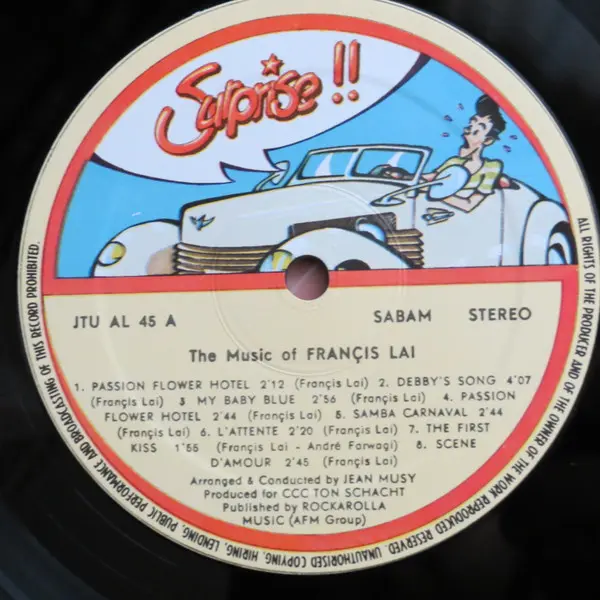 Surprise !!
JTU AL 45 A
SABAM STEREO
The Music of FRANÇIS LAI
1. PASSION FLOWER HOTEL 2'12 (Françis Lai) 2. DEBBY'S SONG 4'07
(Françis Lai) 3 MY BABY BLUE 2'56 (Françis Lai) 4. PASSION
FLOWER HOTEL 2'44 (Françis Lai) 5. SAMBA CARNAVAL 2'44
(Françis Lai) 6. L'ATTENTE 2'20 (Françis Lai) 7. THE FIRST
KISS 1'55 (Françis Lai - André Farwagi) 8. SCENE
D'AMOUR 2'45 (Françis Lai)
Arranged & Conducted by JEAN MUSY
Produced for CCC TON SCHACHT
Published by ROCKAROLLA
MUSIC (AFM Group)
ALL RIGHTS OF THE PRODUCER AND OF THE OWNER OF THE WORK REPRODUCED RESERVED. UNAUTHORISED COPYING, HIRING, LENDING, PUBLIC PERFORMANCE AND BROADCASTING OF THIS RECORD PROHIBITED.